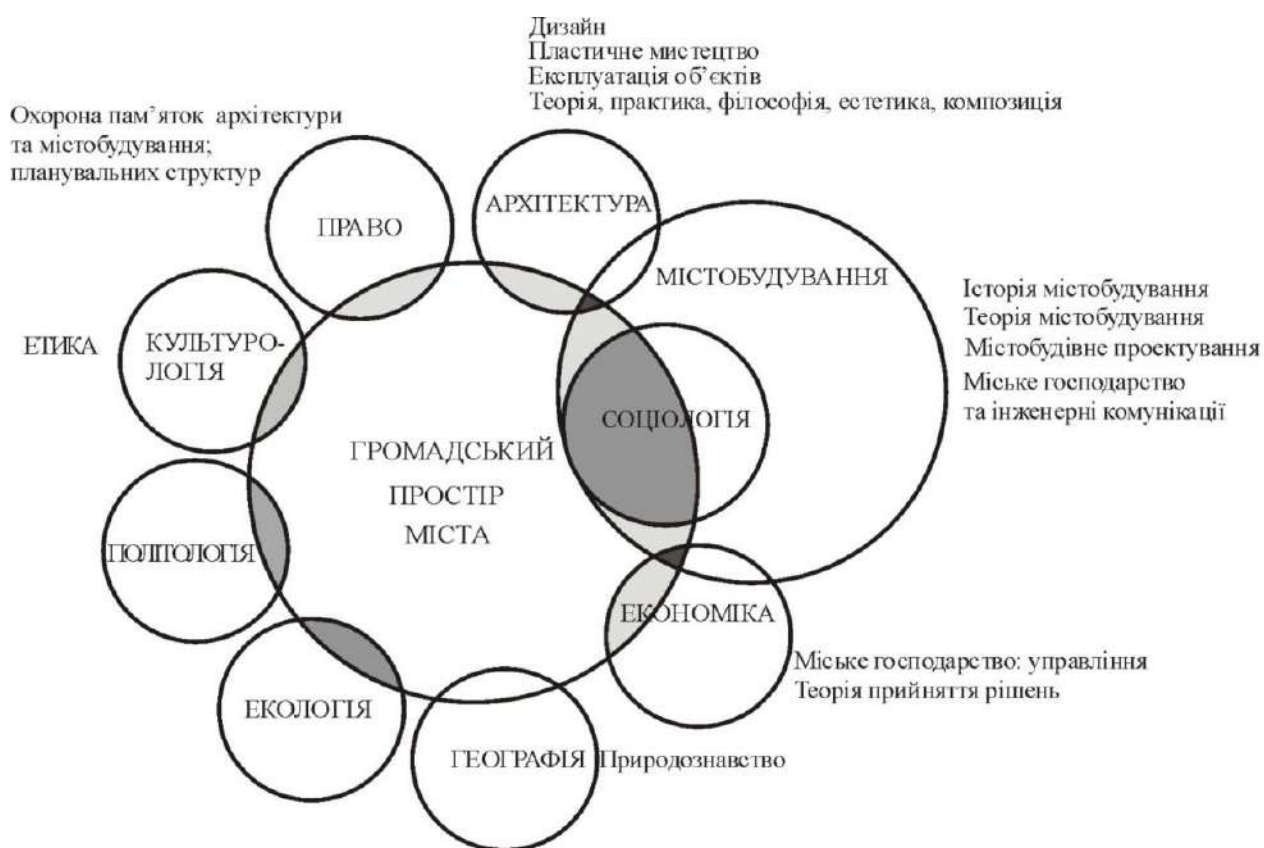 Дизайн
Пластичне мистецтво
Експлуатація об’єктів
Теорія, практика, філософія, естетика, композиція
Охорона пам’яток архітектури
та містобудування;
планувальних структур
ПРАВО
АРХІТЕКТУРА
МІСТОБУДУВАННЯ
Історія містобудування
Теорія містобудування
Містобудівне проектування
Міське господарство
та інженерні комунікації
ЕТИКА
КУЛЬТУРО-
ЛОГІЯ
СОЦІОЛОГІЯ
ГРОМАДСЬКИЙ
ПРОСТІР
МІСТА
ПОЛІТОЛОГІЯ
ЕКОНОМІКА
Міське господарство: управління
Теорія прийняття рішень
ЕКОЛОГІЯ
ГЕОГРАФІЯ
Природознавство